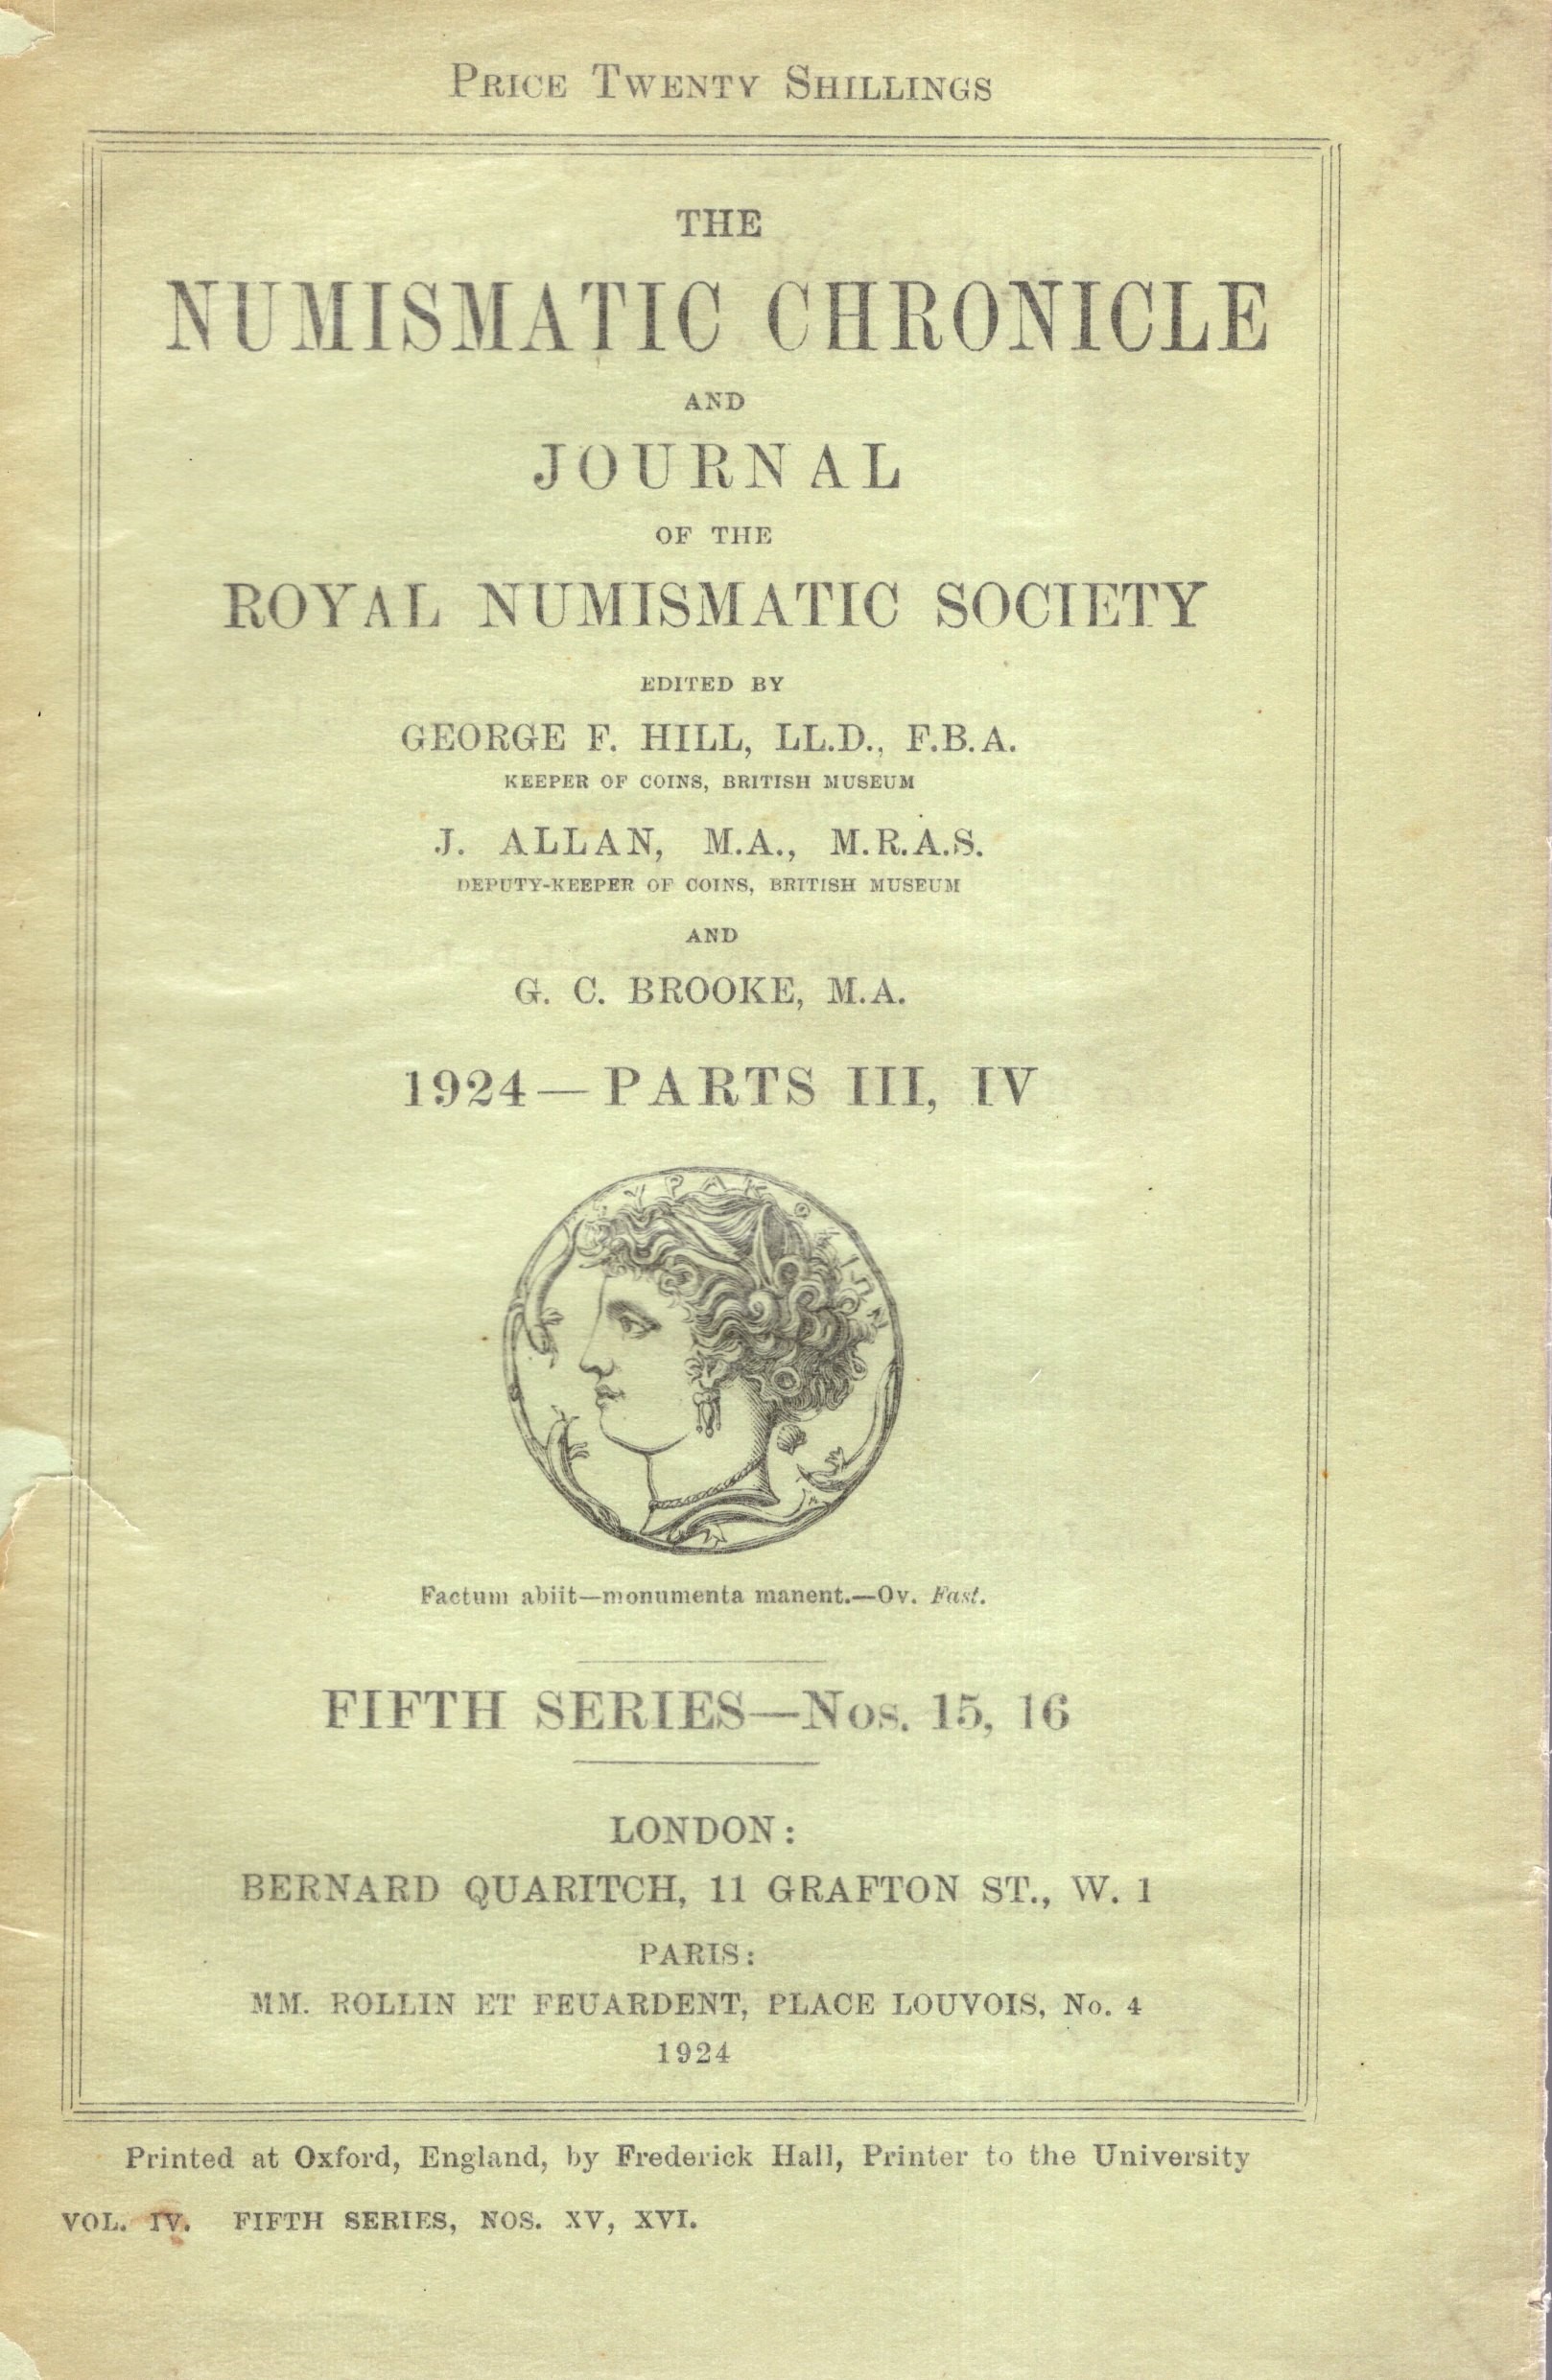 PRICE TWENTY SHILLINGS
THE
NUMISMATIC CHRONICLE
AND
JOURNAL
OF THE
ROYAL NUMISMATIC SOCIETY
EDITED BY
GEORGE F. HILL, LL.D., F.B.A.
KEEPER OF COINS, BRITISH MUSEUM
J. ALLAN, M.A., M.R.A.S.
DEPUTY-KEEPER OF COINS, BRITISH MUSEUM
AND
G. C. BROOKE, M.A.
1924—PARTS III, IV
ΣΥΡΑΚΟΣΙΩΝ
Factum abiit—monumenta manent.—Ov. Fast.
FIFTH SERIES—Nos. 15, 16
LONDON:
BERNARD QUARITCH, 11 GRAFTON ST., W. 1
PARIS:
MM. ROLLIN ET FEUARDENT, PLACE LOUVOIS, No. 4
1924
Printed at Oxford, England, by Frederick Hall, Printer to the University
VOL. IV. FIFTH SERIES, NOS. XV, XVI.